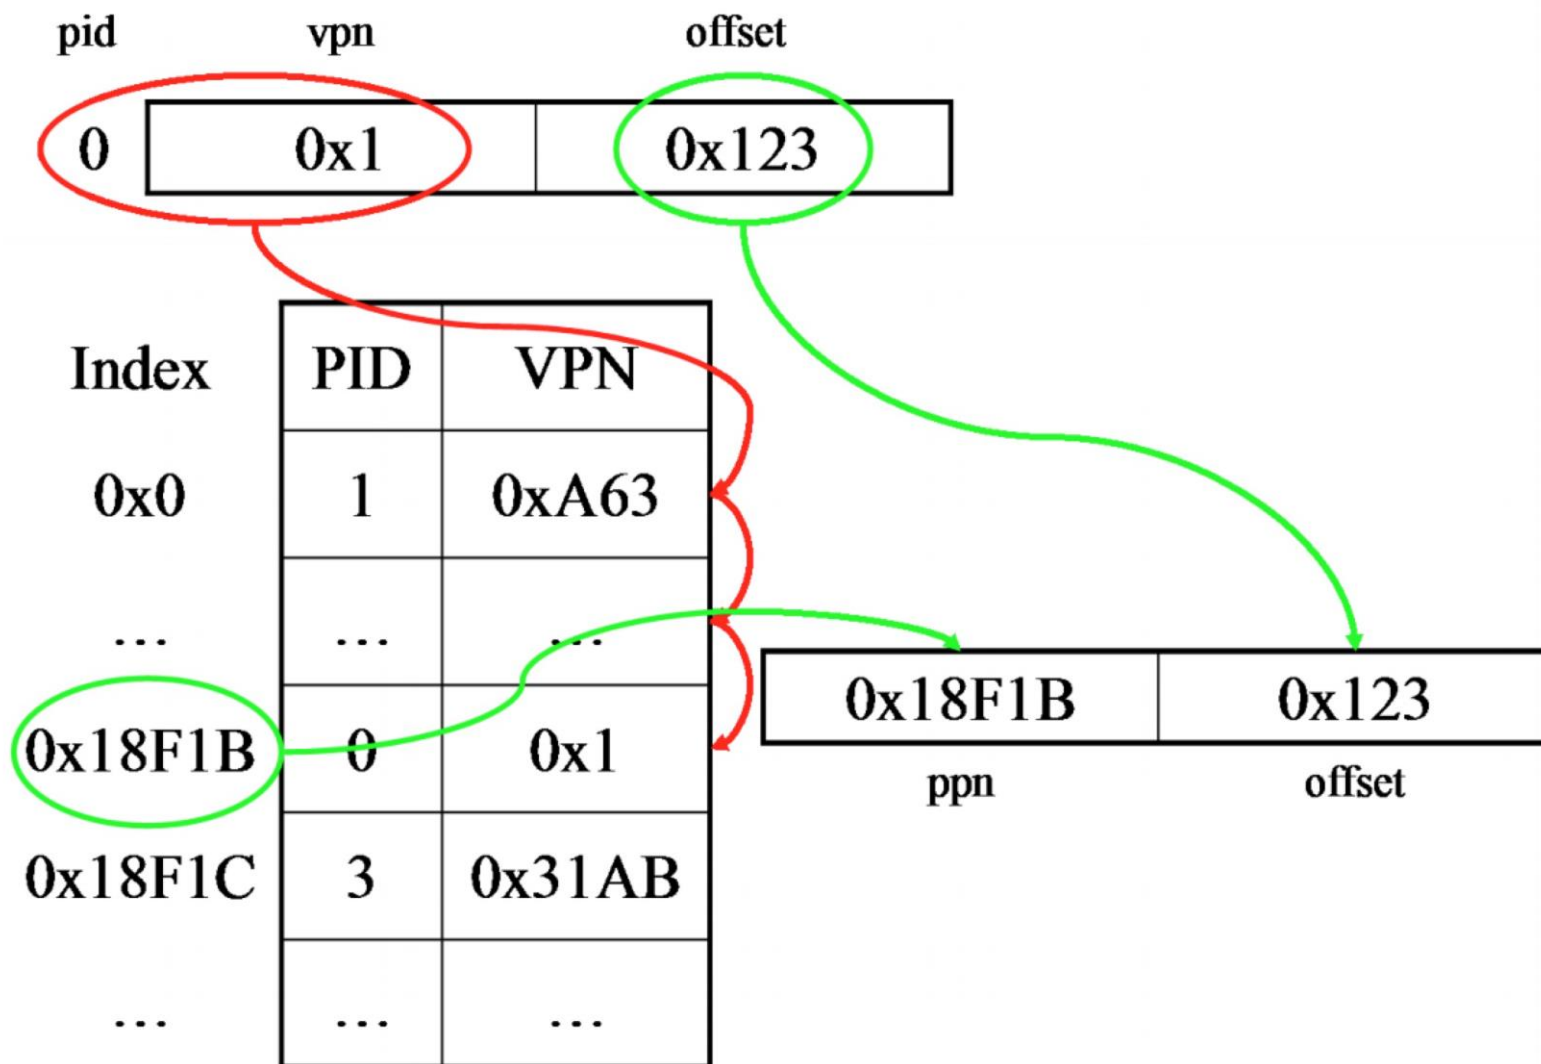 pid vpn offset
0 0x1 0x123
Index PID VPN
0x0 1 0xA63
... ... ...
0x18F1B 0 0x1
0x18F1C 3 0x31AB
... ... ...
0x18F1B 0x123
ppn offset